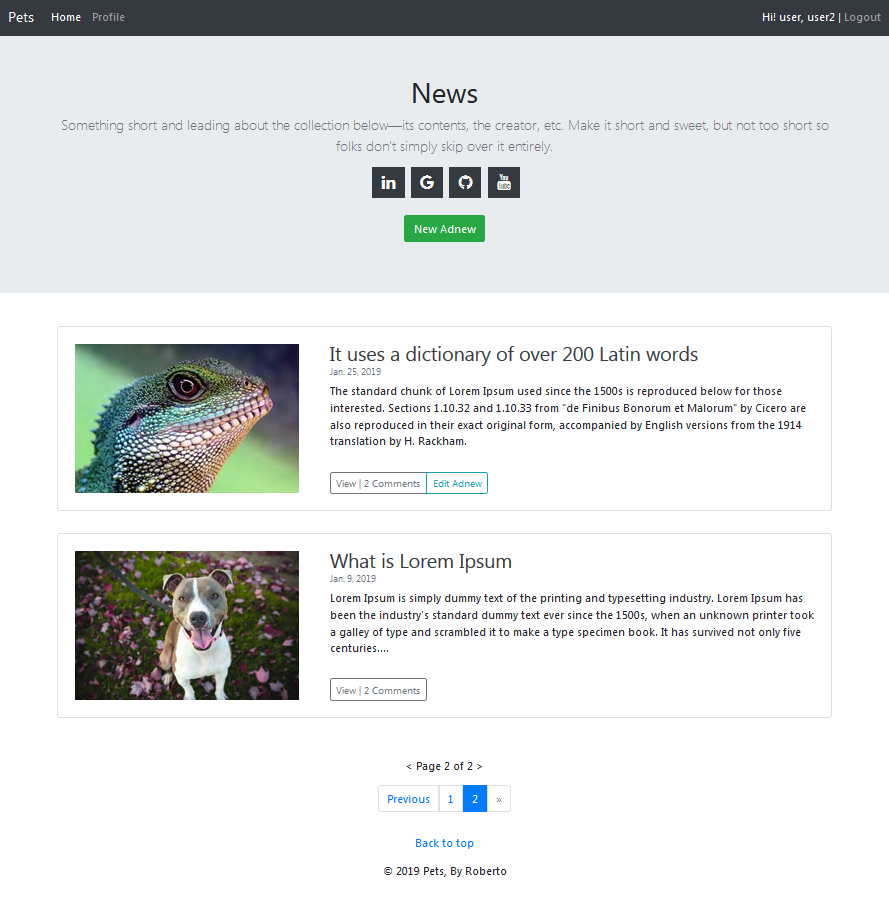 Pets Home Profile Hi! user, user2 | Logout
News
Something short and leading about the collection below—its contents, the creator, etc. Make it short and sweet, but not too short so
folks don't simply skip over it entirely.
in G You Tube
New Adnew
It uses a dictionary of over 200 Latin words
Jan. 25, 2019
The standard chunk of Lorem Ipsum used since the 1500s is reproduced below for those
interested. Sections 1.10.32 and 1.10.33 from "de Finibus Bonorum et Malorum" by Cicero are
also reproduced in their exact original form, accompanied by English versions from the 1914
translation by H. Rackham.
View | 2 Comments Edit Adnew
What is Lorem Ipsum
Jan. 9, 2019
Lorem Ipsum is simply dummy text of the printing and typesetting industry. Lorem Ipsum has
been the industry's standard dummy text ever since the 1500s, when an unknown printer took
a galley of type and scrambled it to make a type specimen book. It has survived not only five
centuries....
View | 2 Comments
< Page 2 of 2 >
Previous 1 2 »
Back to top
© 2019 Pets, By Roberto